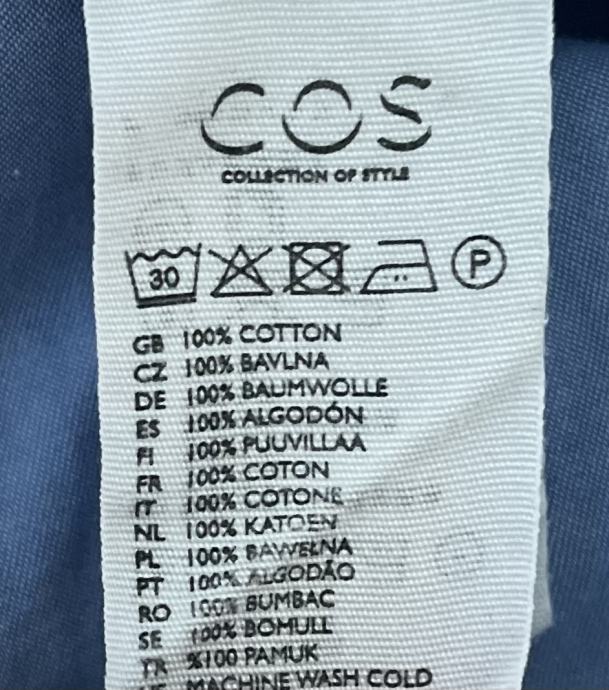 COS
COLLECTION OF STYLE
30 P
GB 100% COTTON
CZ 100% BAVLNA
DE 100% BAUMWOLLE
ES 100% ALGODÓN
FI 100% PUUVILLAA
FR 100% COTON
IT 100% COTONE
NL 100% KATOEN
PL 100% BAWEŁNA
PT 100% ALGODÃO
RO 100% BUMBAC
SE 100% BOMULL
TR %100 PAMUK
MACHINE WASH COLD